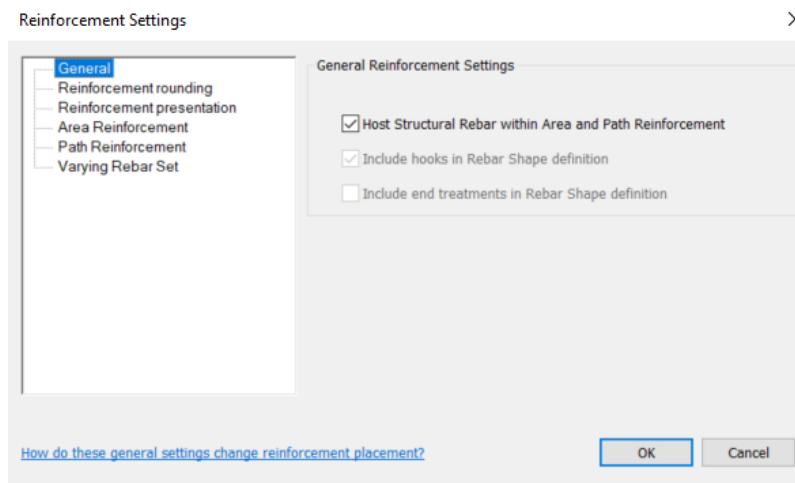 Reinforcement Settings
General
Reinforcement rounding
Reinforcement presentation
Area Reinforcement
Path Reinforcement
Varying Rebar Set
General Reinforcement Settings
Host Structural Rebar within Area and Path Reinforcement
Include hooks in Rebar Shape definition
Include end treatments in Rebar Shape definition
How do these general settings change reinforcement placement?
OK
Cancel